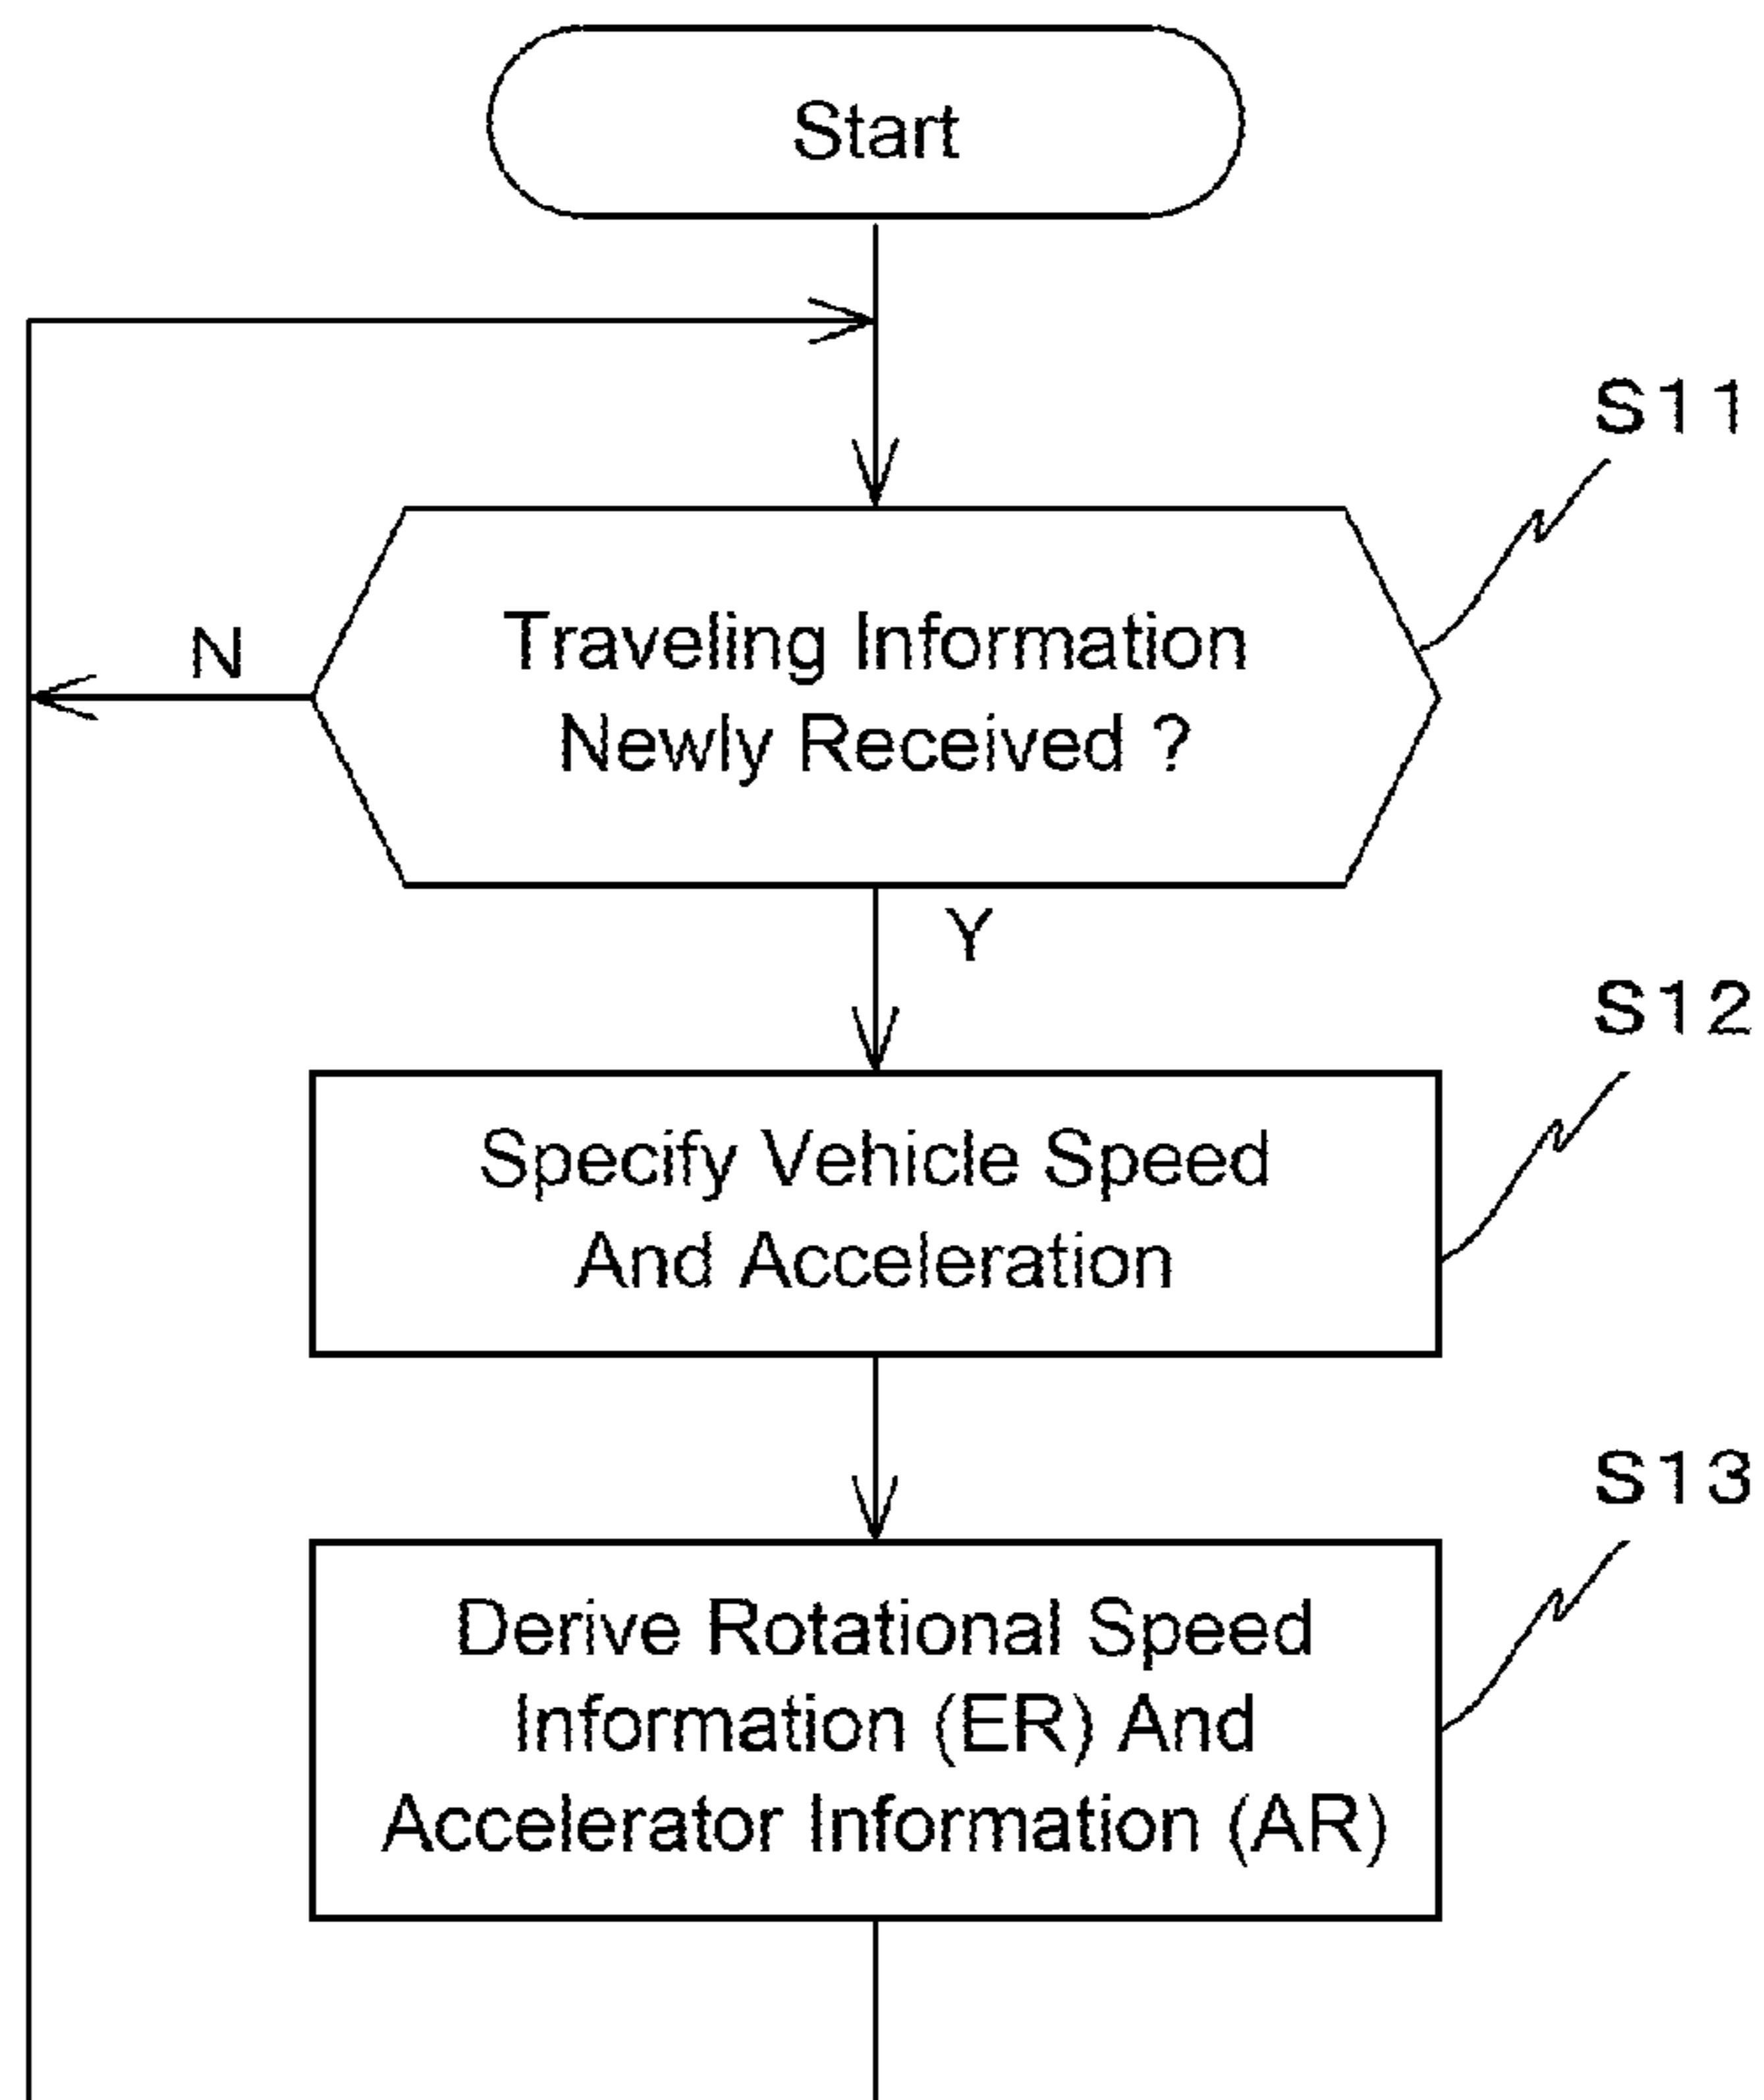 Start
S11
Traveling Information
Newly Received ?
N
Y
S12
Specify Vehicle Speed
And Acceleration
S13
Derive Rotational Speed
Information (ER) And
Accelerator Information (AR)